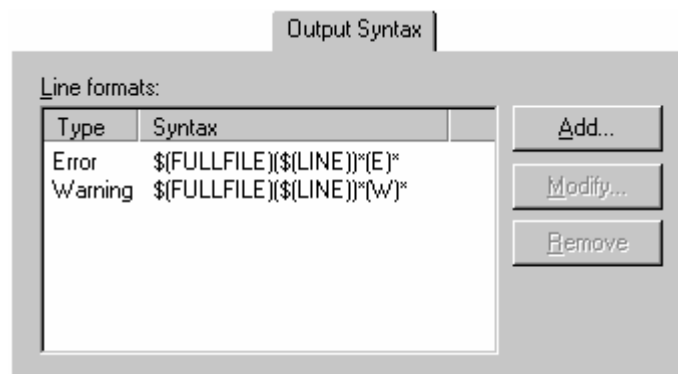 Output Syntax
Line formats:
Type Syntax
Error $(FULLFILE)($(LINE))*(E)*
Warning $(FULLFILE)($(LINE))*(W)*
Add...
Modify...
Remove